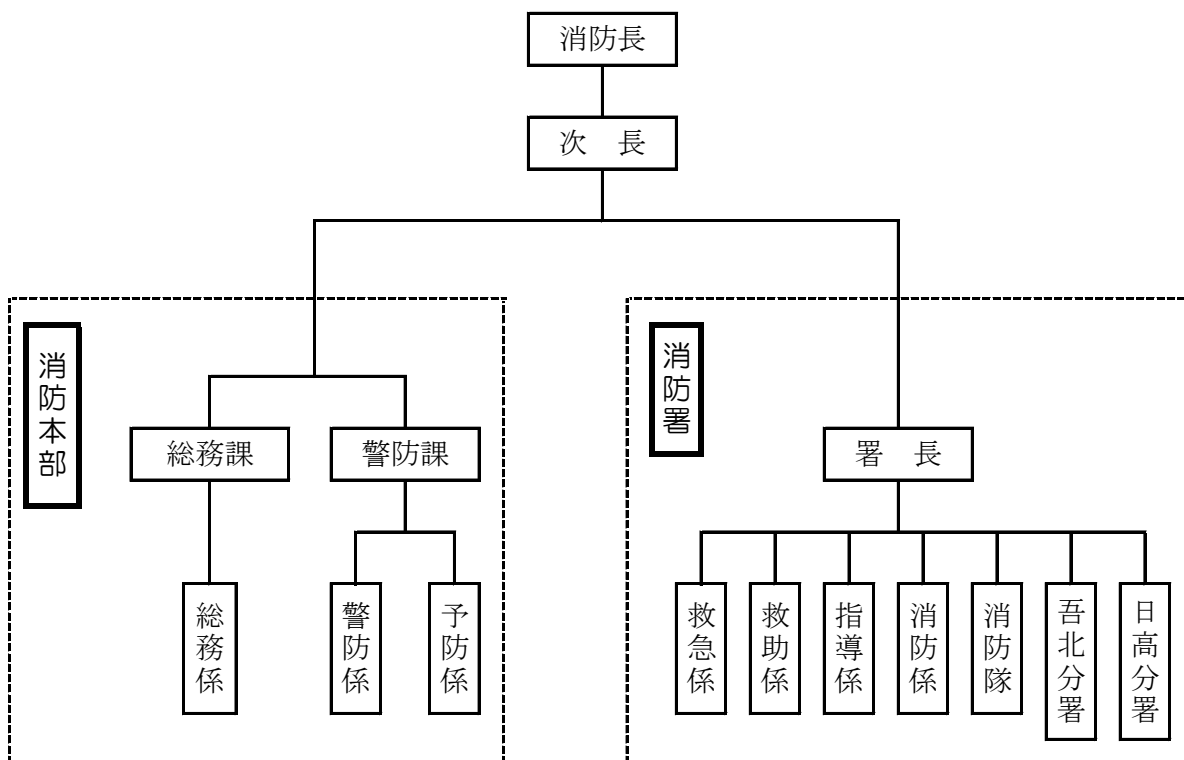 消防長
次　長
消防本部
総務課
警防課
総務係
警防係
予防係
消防署
署　長
救急係
救助係
指導係
消防係
消防隊
吾北分署
日高分署